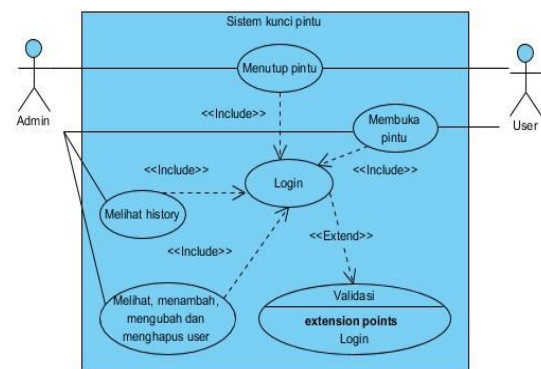 Sistem kunci pintu
Menutup pintu
Admin
User
<<Include>>
Membuka
pintu
<<Include>>
<<Include>>
Login
Melihat history
<<Extend>>
<<Include>>
Melihat, menambah,
mengubah dan
menghapus user
Validasi
extension points
Login